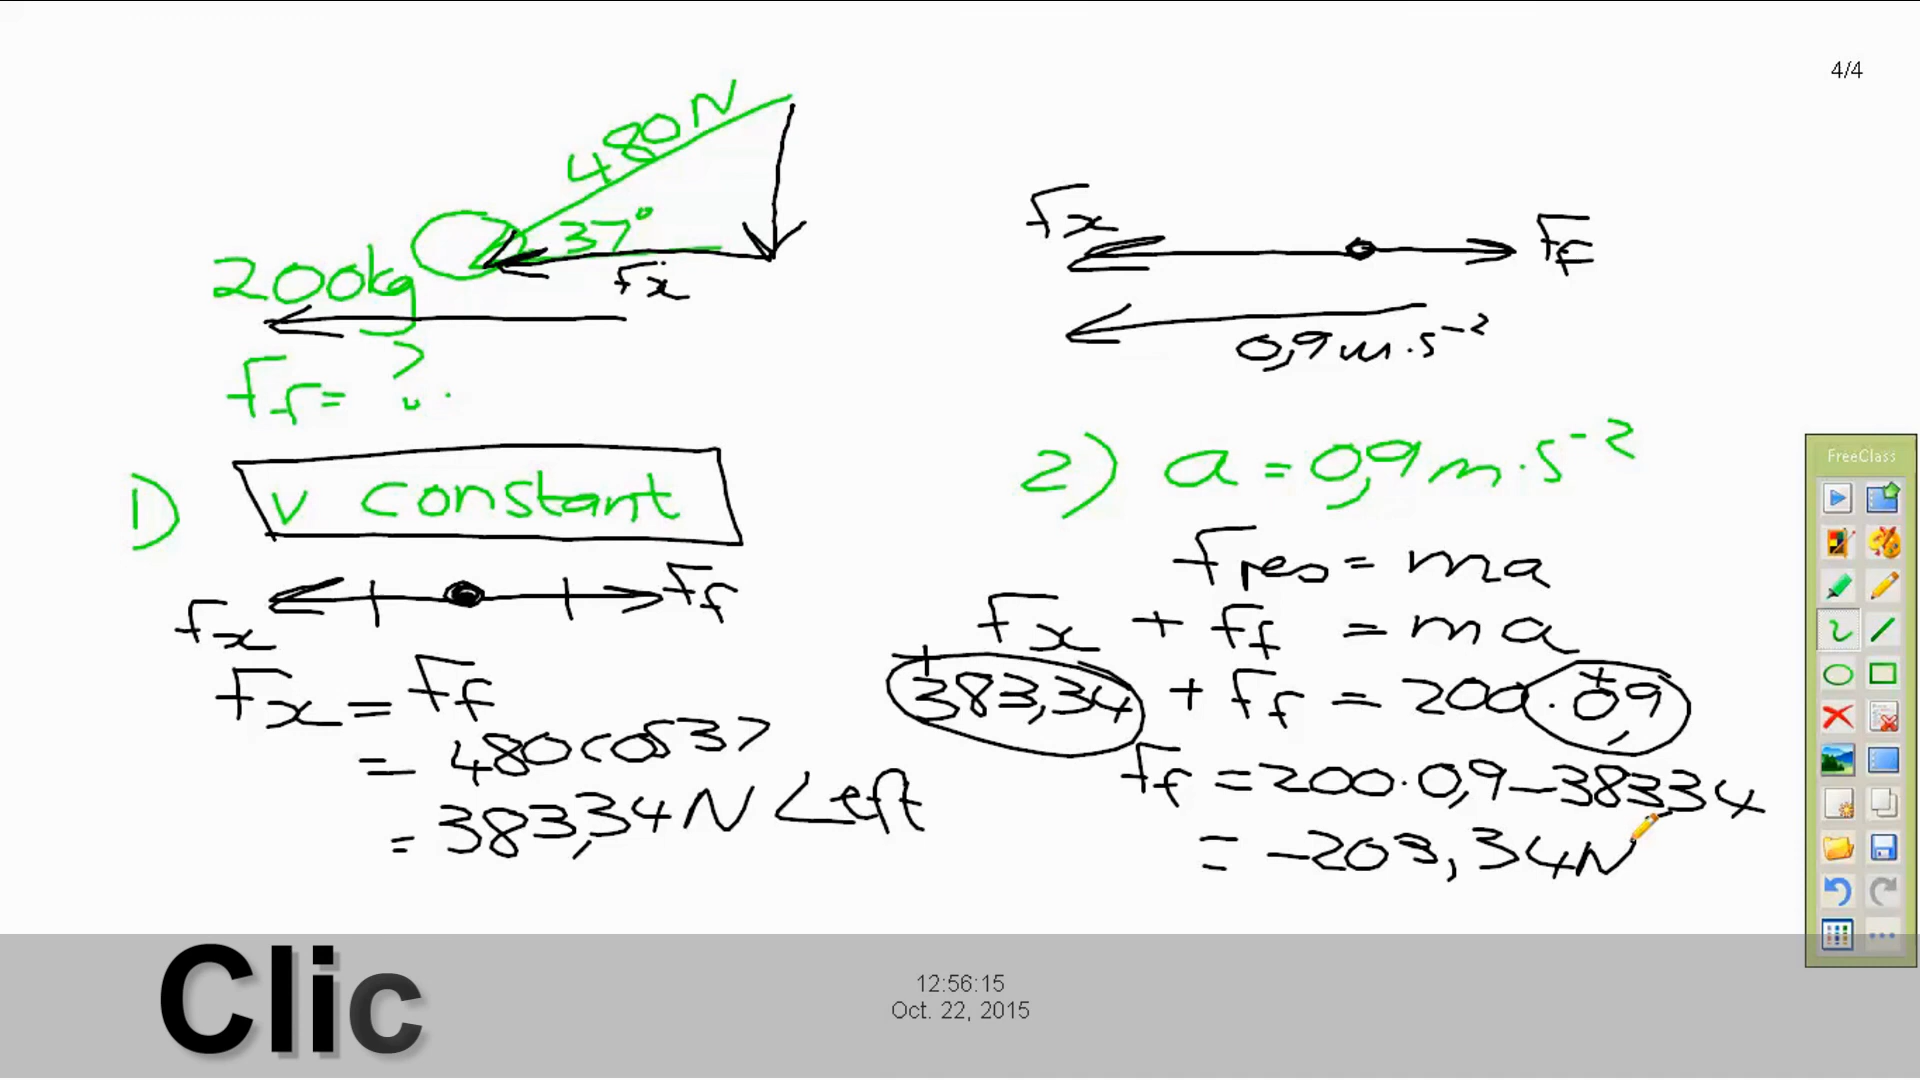 4/4
480N
37°
200kg
Fx
Ff = ?
1) v constant
Fx Ff
Fx = Ff
= 480cos37
= 383,34N Left
Fx Ff
0,9m·s⁻²
2) a = 0,9m·s⁻²
Fres = ma
Fx + Ff = ma
+383,34 + Ff = 200·+0,9
Ff = 200·0,9 – 383,34
= –203,34N
FreeClass
Clic
12:56:15
Oct. 22, 2015